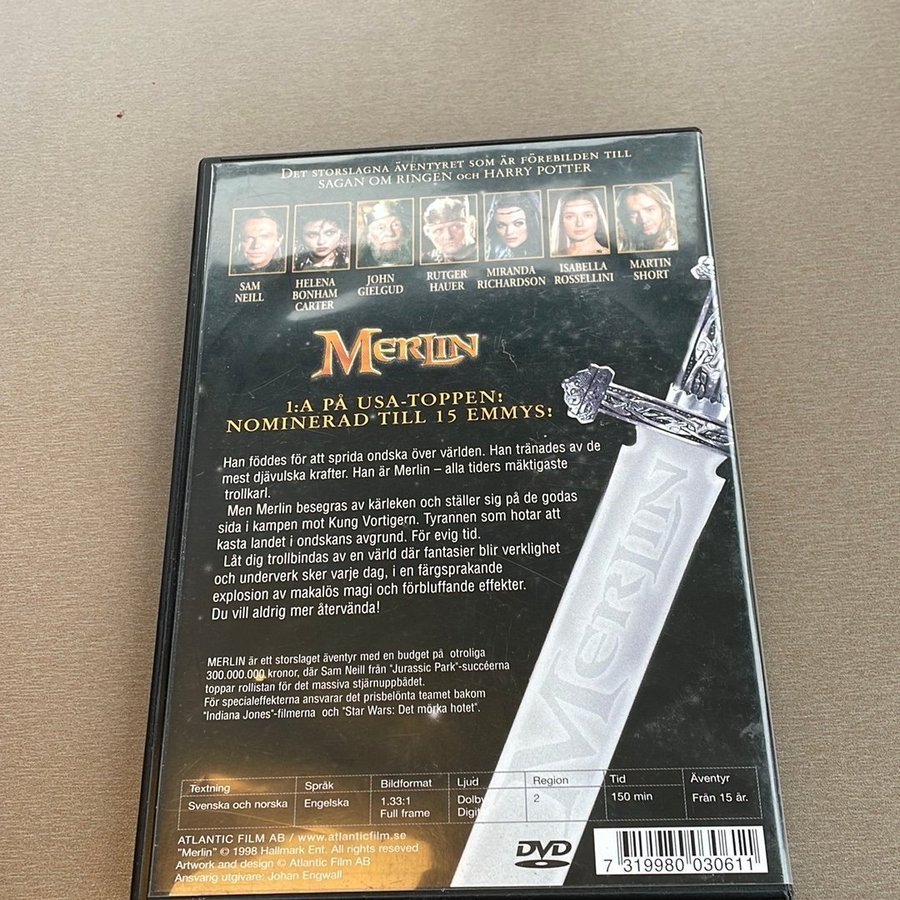 DET STORSLAGNA ÄVENTYRET SOM ÄR FÖREBILDEN TILL
SAGAN OM RINGEN OCH HARRY POTTER
SAM NEILL
HELENA BONHAM CARTER
JOHN GIELGUD
RUTGER HAUER
MIRANDA RICHARDSON
ISABELLA ROSSELLINI
MARTIN SHORT
MERLIN
1:A PÅ USA-TOPPEN!
NOMINERAD TILL 15 EMMYS!
Han föddes för att sprida ondska över världen. Han tränades av de
mest djävulska krafter. Han är Merlin – alla tiders mäktigaste
trollkarl.
Men Merlin besegras av kärleken och ställer sig på de godas
sida i kampen mot Kung Vortigern. Tyrannen som hotar att
kasta landet i ondskans avgrund. För evig tid.
Låt dig trollbindas av en värld där fantasier blir verklighet
och underverk sker varje dag, i en färgsprakande
explosion av makalös magi och förbluffande effekter.
Du vill aldrig mer återvända!
MERLIN
MERLIN är ett storslaget äventyr med en budget på otroliga
300.000.000 kronor, där Sam Neill från "Jurassic Park"-succéerna
toppar rollistan för det massiva stjärnuppbådet.
För specialeffekterna ansvarar det prisbelönta teamet bakom
"Indiana Jones"-filmerna och "Star Wars: Det mörka hotet".
Textning Språk Bildformat Ljud Region Tid Äventyr
Svenska och norska Engelska 1.33:1 Dolby 2 150 min Från 15 år.
Full frame Digital
ATLANTIC FILM AB / www.atlanticfilm.se
"Merlin" © 1998 Hallmark Ent. All rights reseved
Artwork and design © Atlantic Film AB
Ansvarig utgivare: Johan Engwall
DVD
7 319980 030611